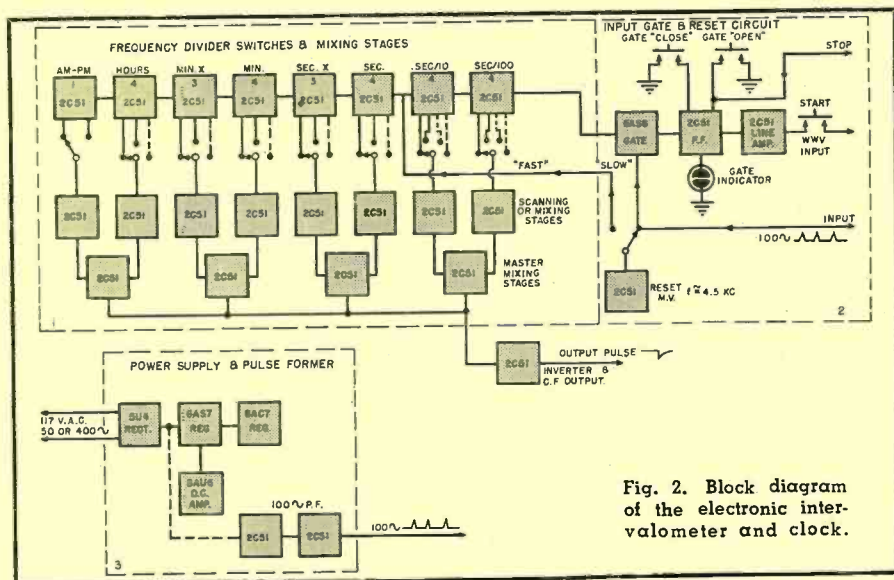 FREQUENCY DIVIDER SWITCHES & MIXING STAGES
AM-PM HOURS MIN. X MIN. SEC. X SEC. SEC/10 SEC/100
1 4 3 4 3 4 4 4
2C51 2C51 2C51 2C51 2C51 2C51 2C51 2C51
"FAST" "SLOW"
2C51 2C51 2C51 2C51 2C51 2C51 2C51 2C51
SCANNING
OR MIXING
STAGES
2C51 2C51 2C51 2C51
MASTER
MIXING
STAGES
1
INPUT GATE & RESET CIRCUIT
GATE "CLOSE" GATE "OPEN"
STOP
6AS6
GATE
2C51
F.F.
2C51
LINE
AMP.
START
WWV
INPUT
GATE
INDICATOR
INPUT
100~
2C51
RESET
M.V.
f≅4.5 KC
2
2C51
OUTPUT PULSE
INVERTER &
C.F. OUTPUT
POWER SUPPLY & PULSE FORMER
117 V.A.C.
50 OR 400~
5U4
RECT.
6AS7
REG.
6AC7
REG.
6AU6
D.C.
AMP.
100~ P.F.
2C51 2C51
100~
3
Fig. 2. Block diagram
of the electronic inter-
valometer and clock.